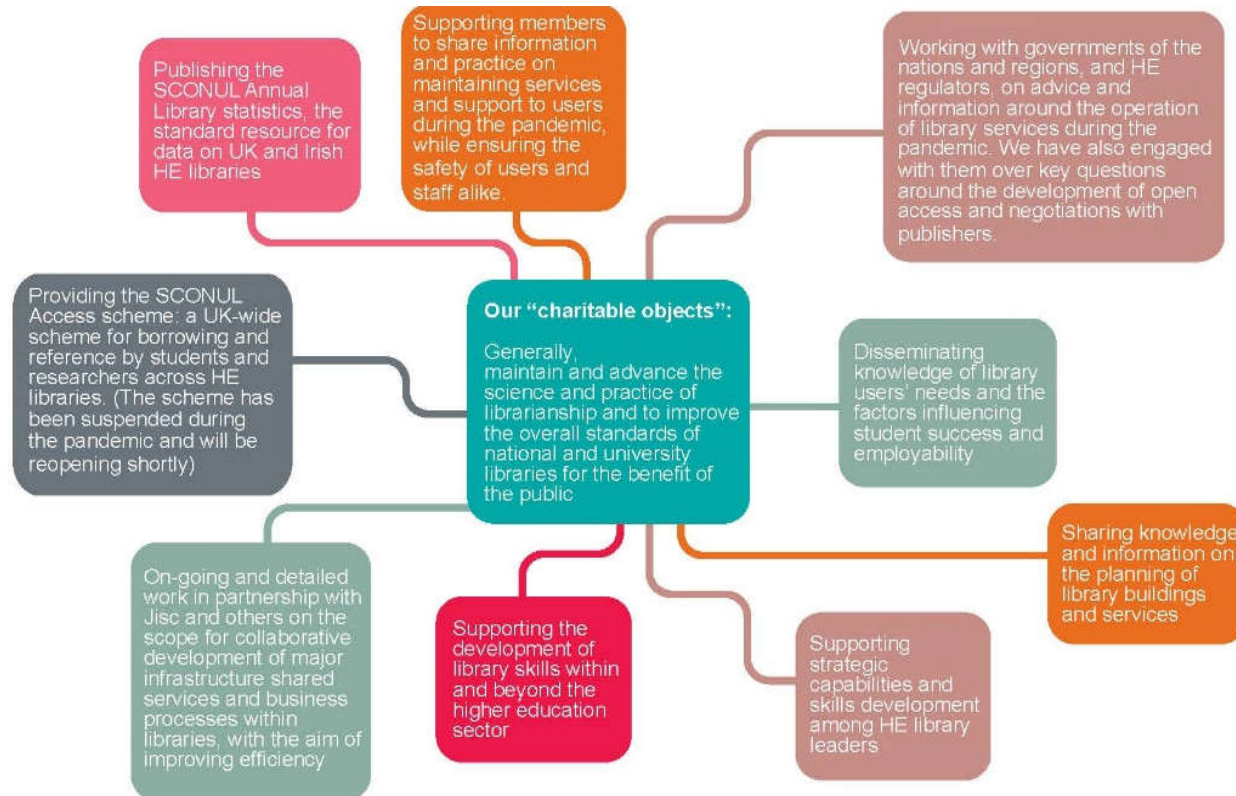 Publishing the
SCONUL Annual
Library statistics, the
standard resource for
data on UK and Irish
HE libraries
Supporting members
to share information
and practice on
maintaining services
and support to users
during the pandemic,
while ensuring the
safety of users and
staff alike.
Working with governments of the
nations and regions, and HE
regulators, on advice and
information around the operation
of library services during the
pandemic. We have also engaged
with them over key questions
around the development of open
access and negotiations with
publishers.
Providing the SCONUL
Access scheme: a UK-wide
scheme for borrowing and
reference by students and
researchers across HE
libraries. (The scheme has
been suspended during
the pandemic and will be
reopening shortly)
Our “charitable objects”:
Generally,
maintain and advance the
science and practice of
librarianship and to improve
the overall standards of
national and university
libraries for the benefit of
the public
Disseminating
knowledge of library
users’ needs and the
factors influencing
student success and
employability
On-going and detailed
work in partnership with
Jisc and others on the
scope for collaborative
development of major
infrastructure shared
services and business
processes within
libraries, with the aim of
improving efficiency
Supporting the
development of
library skills within
and beyond the
higher education
sector
Supporting
strategic
capabilities and
skills development
among HE library
leaders
Sharing knowledge
and information on
the planning of
library buildings
and services